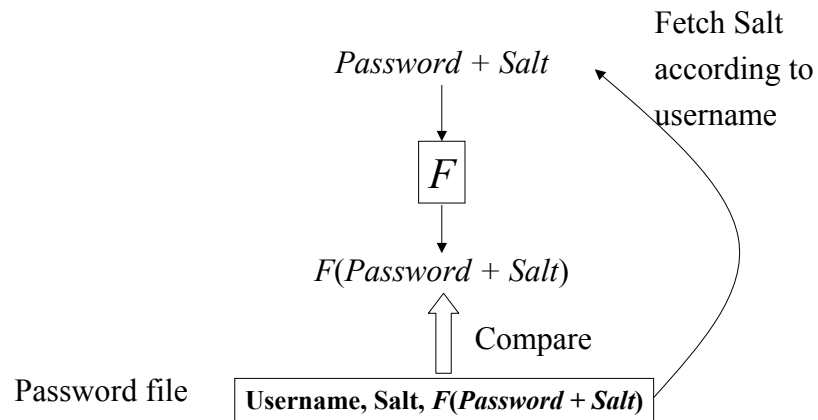 Fetch Salt
according to
username
Password + Salt
F
F(Password + Salt)
Compare
Password file
Username, Salt, F(Password + Salt)